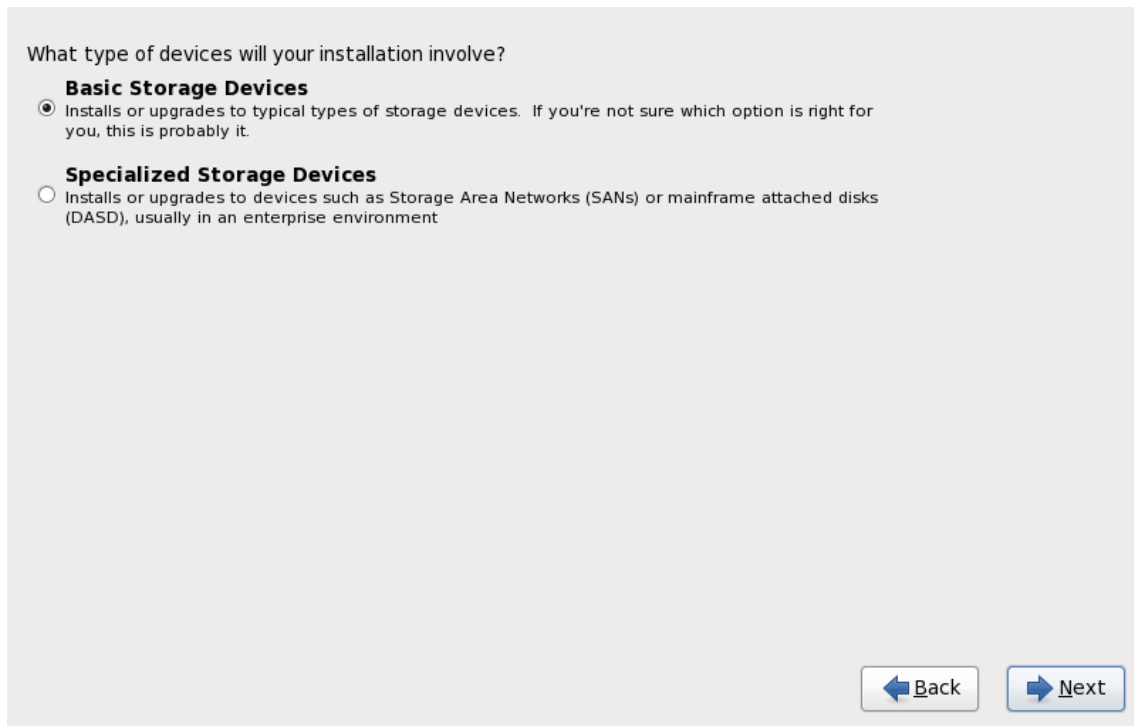 What type of devices will your installation involve?
Basic Storage Devices
Installs or upgrades to typical types of storage devices.  If you're not sure which option is right for
you, this is probably it.
Specialized Storage Devices
Installs or upgrades to devices such as Storage Area Networks (SANs) or mainframe attached disks
(DASD), usually in an enterprise environment
Back
Next